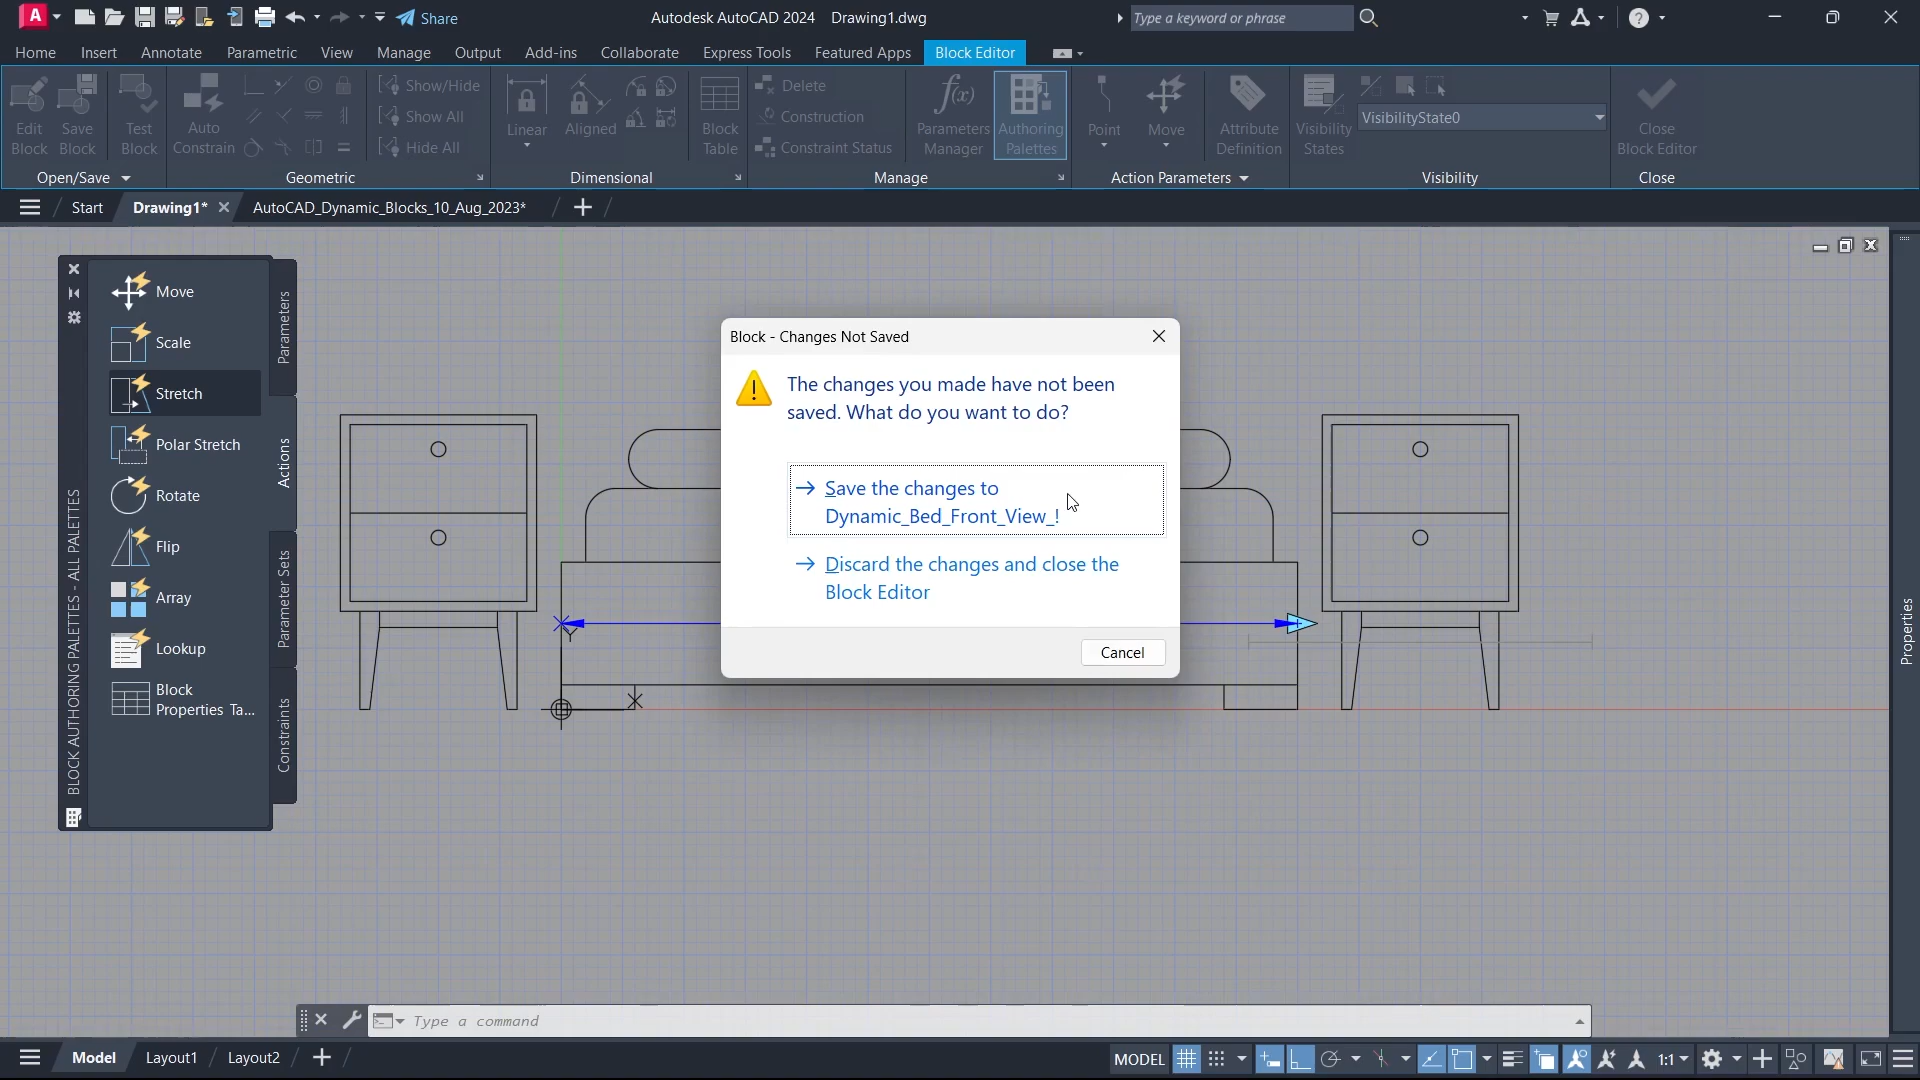 A
Share
Autodesk AutoCAD 2024 Drawing1.dwg
Type a keyword or phrase
Home Insert Annotate Parametric View Manage Output Add-ins Collaborate Express Tools Featured Apps Block Editor
Edit Block
Save Block
Test Block
Auto Constrain
Show/Hide
Show All
Hide All
Linear
Aligned
Block Table
Delete
Construction
Constraint Status
Parameters Manager
Authoring Palettes
Point
Move
Attribute Definition
Visibility States
VisibilityState0
Close Block Editor
Open/Save Geometric Dimensional Manage Action Parameters Visibility Close
Start Drawing1* AutoCAD_Dynamic_Blocks_10_Aug_2023*
Move
Scale
Stretch
Polar Stretch
Rotate
Flip
Array
Lookup
Block
Properties Ta...
Parameters
Actions
Parameter Sets
Constraints
BLOCK AUTHORING PALETTES - ALL PALETTES
Block - Changes Not Saved
The changes you made have not been
saved. What do you want to do?
Save the changes to
Dynamic_Bed_Front_View_!
Discard the changes and close the
Block Editor
Cancel
Y
Properties
Type a command
Model Layout1 Layout2
MODEL
1:1